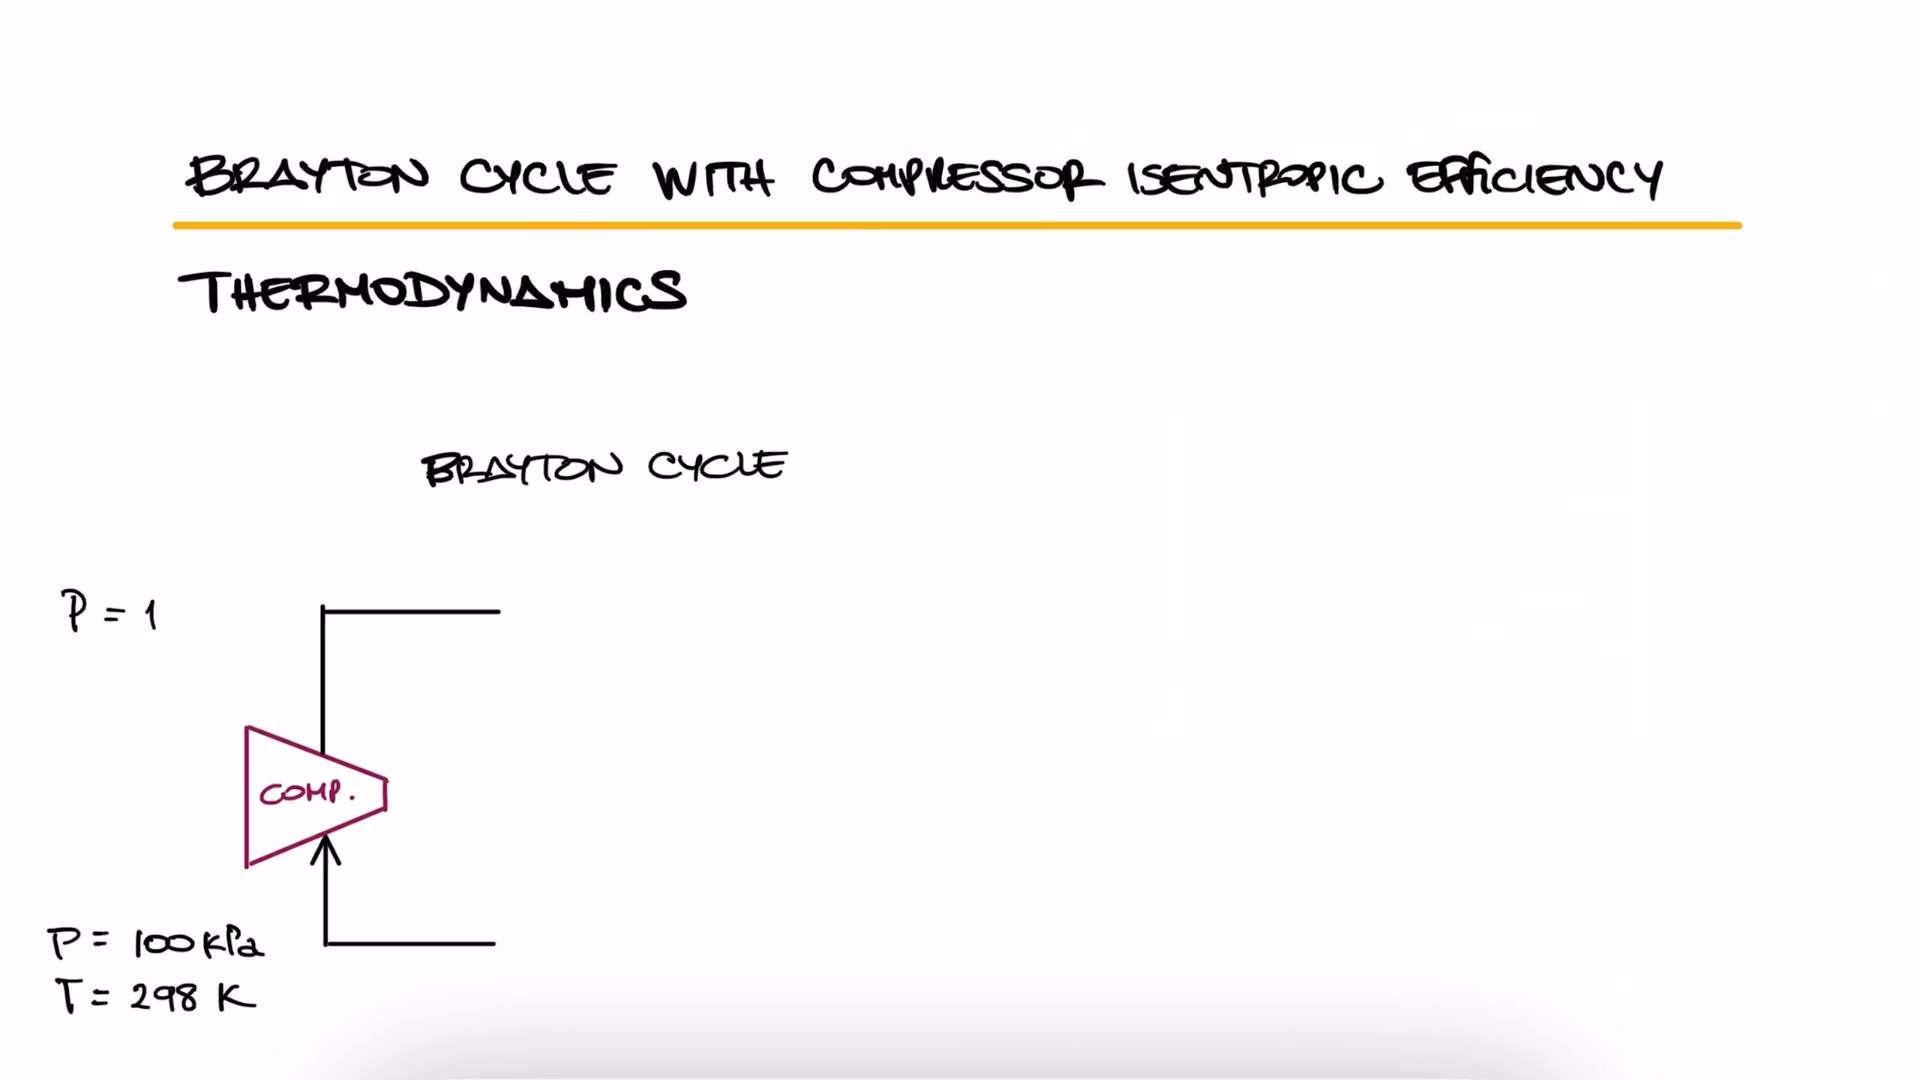 BRAYTON CYCLE WITH COMPRESSOR ISENTROPIC EFFICIENCY
THERMODYNAMICS
BRAYTON CYCLE
P = 1
COMP.
P = 100 kPa
T = 298 K